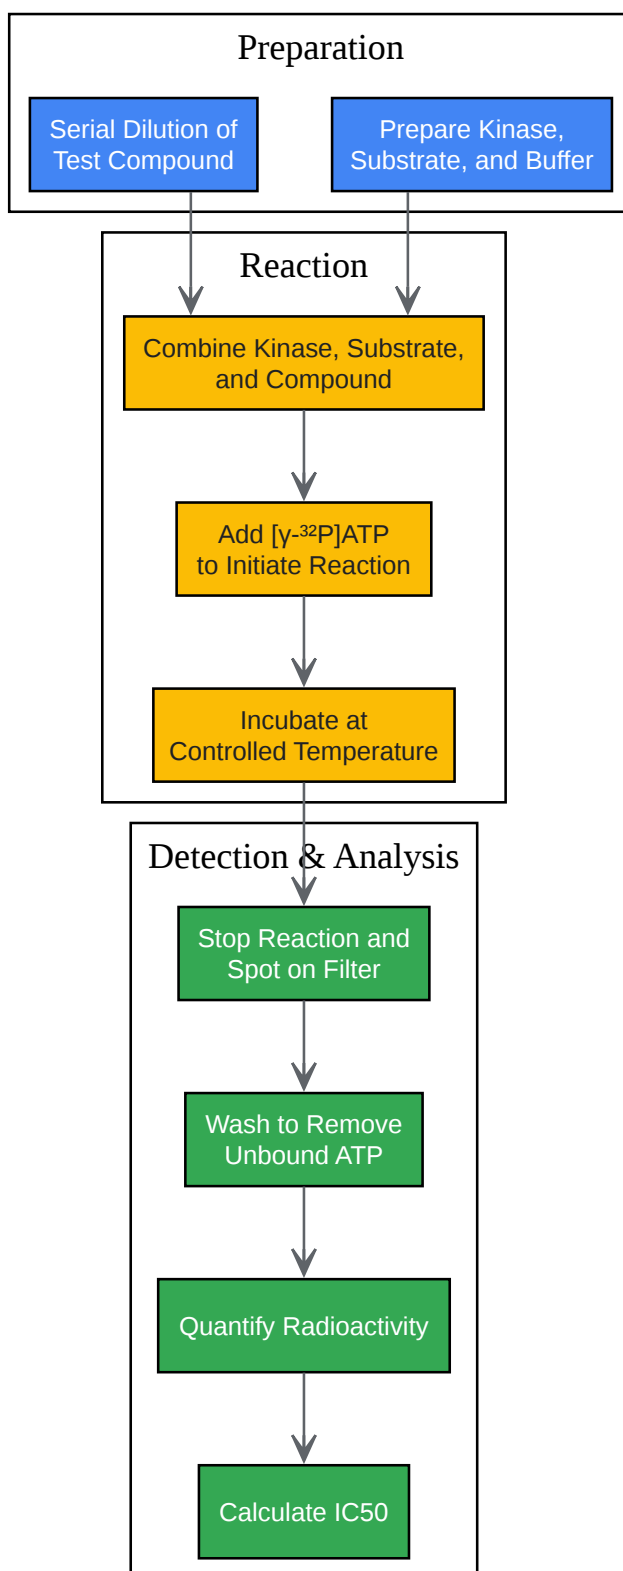 Preparation
Serial Dilution of
Test Compound
Prepare Kinase,
Substrate, and Buffer
Reaction
Combine Kinase, Substrate,
and Compound
Add [γ-³²P]ATP
to Initiate Reaction
Incubate at
Controlled Temperature
Detection & Analysis
Stop Reaction and
Spot on Filter
Wash to Remove
Unbound ATP
Quantify Radioactivity
Calculate IC50